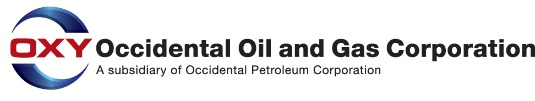 OXY Occidental Oil and Gas Corporation
A subsidiary of Occidental Petroleum Corporation